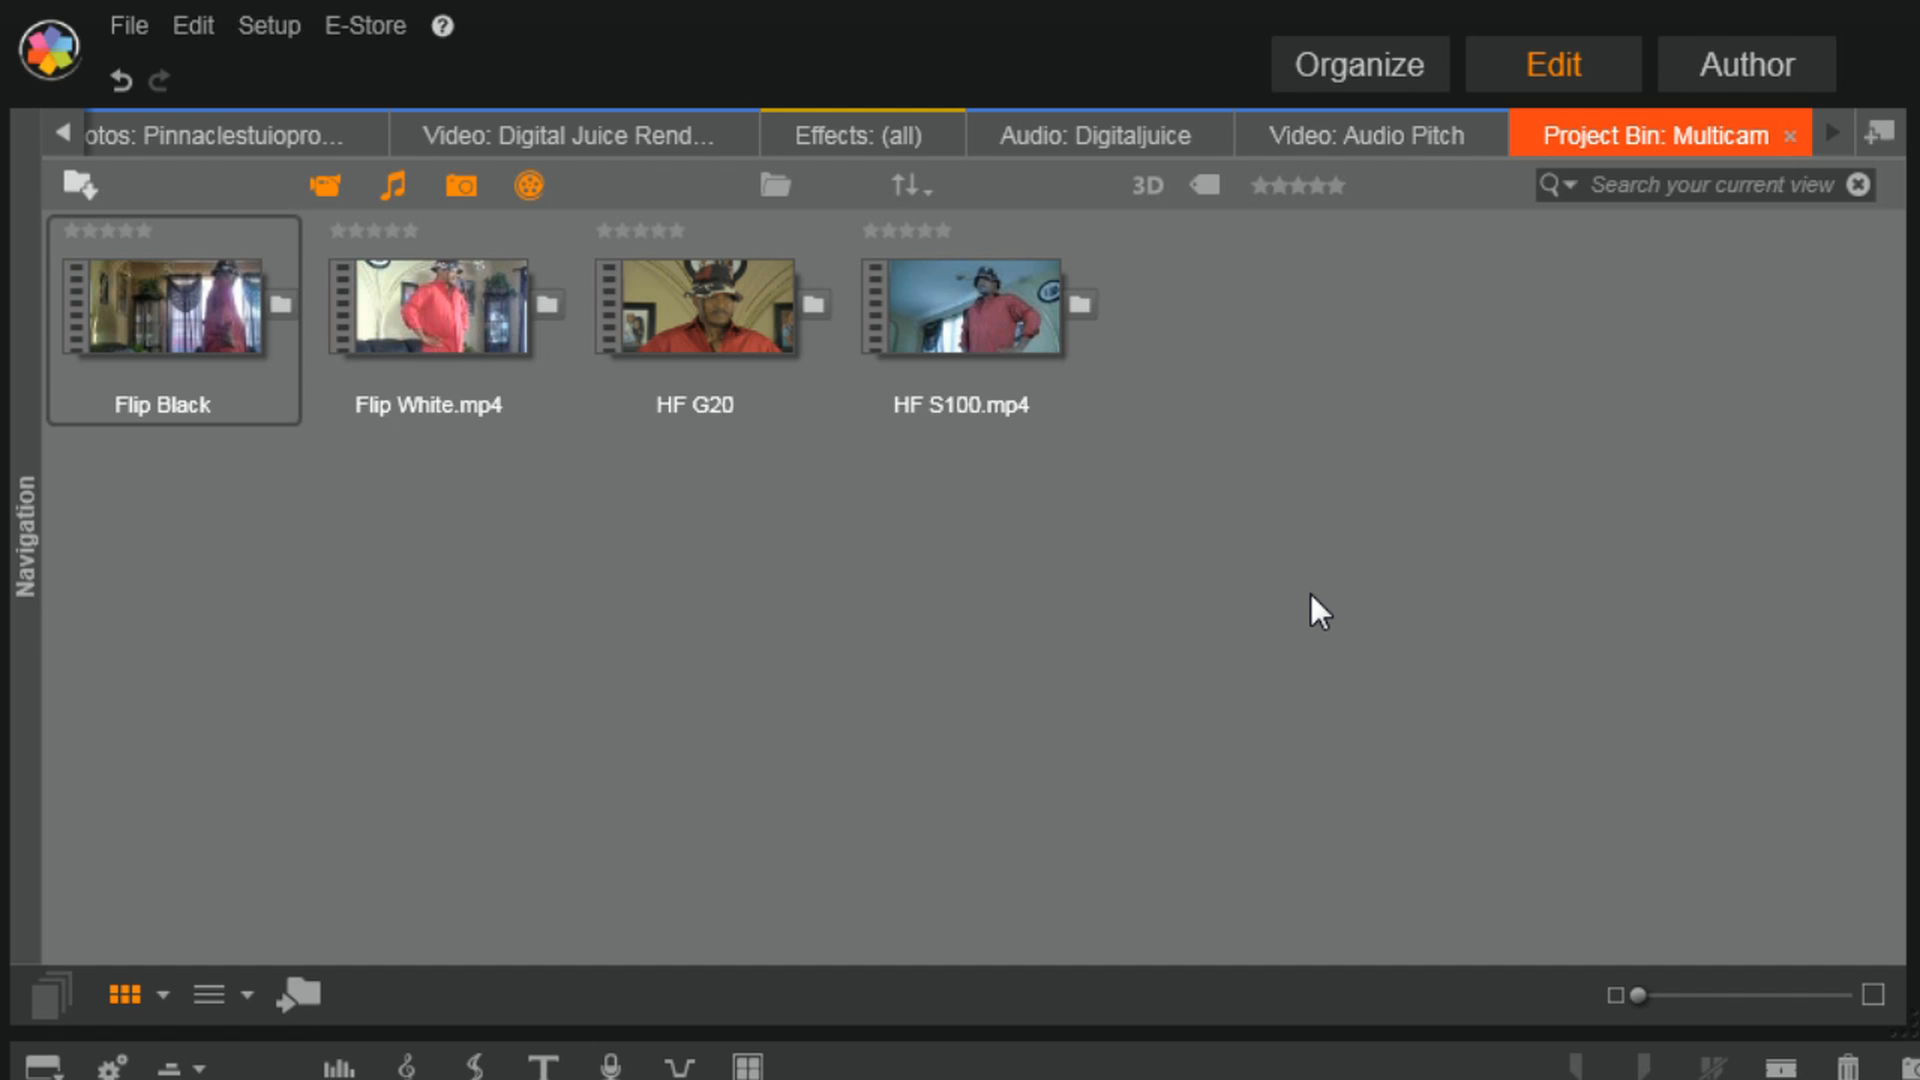 File Edit Setup E-Store ?
Organize Edit Author
otos: Pinnaclestuiopro... Video: Digital Juice Rend... Effects: (all) Audio: Digitaljuice Video: Audio Pitch Project Bin: Multicam ×
3D Search your current view
Flip Black Flip White.mp4 HF G20 HF S100.mp4
Navigation